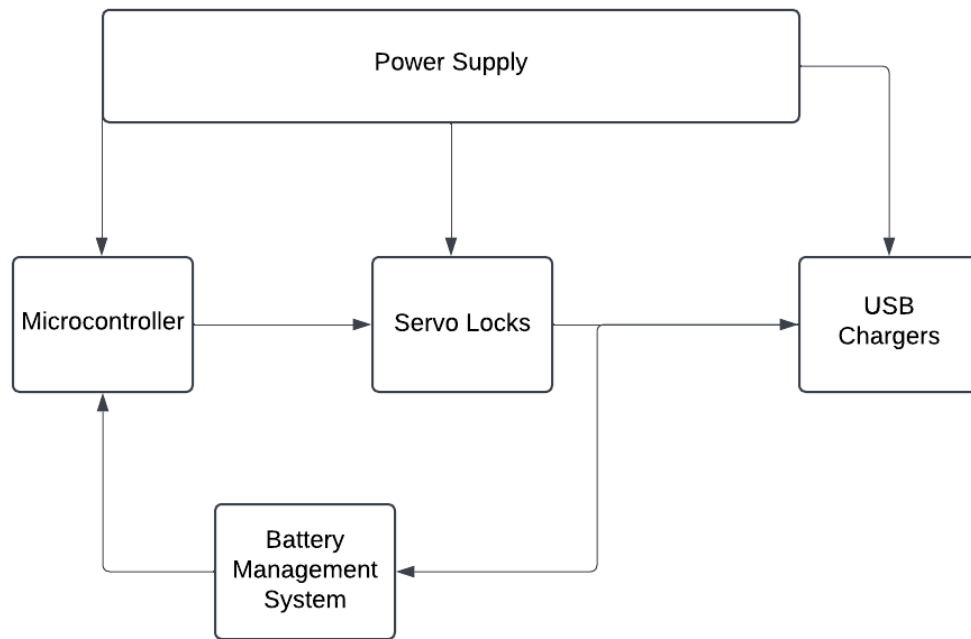 Power Supply
Microcontroller
Servo Locks
USB
Chargers
Battery
Management
System